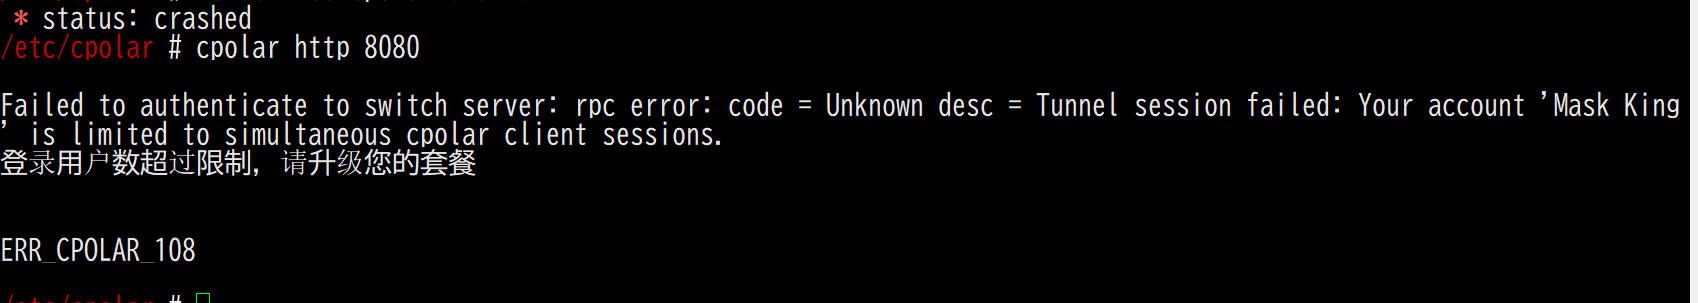 * status: crashed
/etc/cpolar # cpolar http 8080
Failed to authenticate to switch server: rpc error: code = Unknown desc = Tunnel session failed: Your account 'Mask King
' is limited to simultaneous cpolar client sessions.
登录用户数超过限制，请升级您的套餐
ERR_CPOLAR_108
/etc/cpolar #